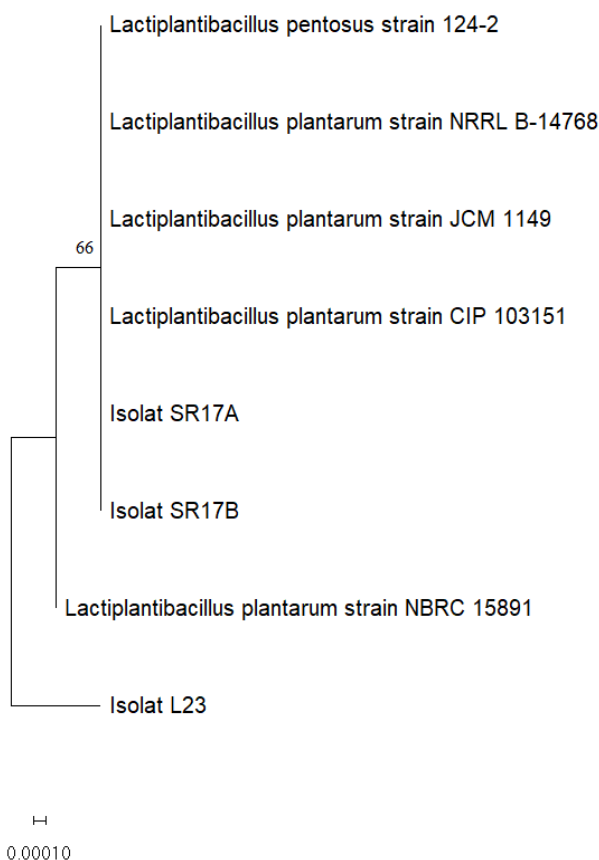 Lactiplantibacillus pentosus strain 124-2
Lactiplantibacillus plantarum strain NRRL B-14768
Lactiplantibacillus plantarum strain JCM 1149
66
Lactiplantibacillus plantarum strain CIP 103151
Isolat SR17A
Isolat SR17B
Lactiplantibacillus plantarum strain NBRC 15891
Isolat L23
0.00010